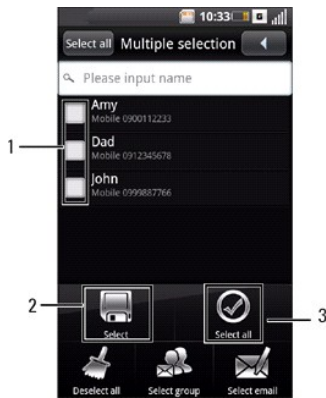 10:33
Select all Multiple selection
Please input name
Amy
Mobile 0900112233
1
Dad
Mobile 0912345678
John
Mobile 0999887766
2
3
Select Select all
Deselect all Select group Select email